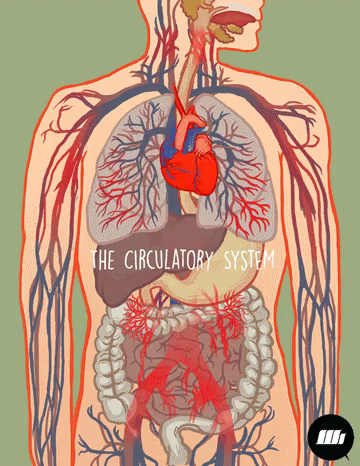 THE CIRCULATORY SYSTEM